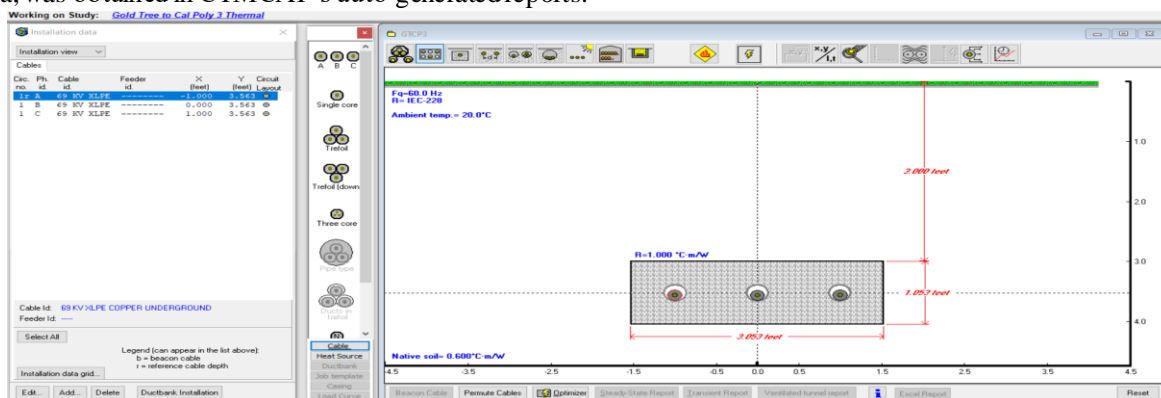 a, was obtained in CYMCAP's auto-generated reports.
Working on Study: Gold Tree to Cal Poly 3 Thermal
Installation data
Installation view
Cables
Circ. Ph. Cable Feeder X Y Circuit
no. id. id. id. (feet) (feet) Layout
1r A 69 KV XLPE -------- -1.000 3.563
1 B 69 KV XLPE -------- 0.000 3.563
1 C 69 KV XLPE -------- 1.000 3.563
Cable Id: 69 KV XLPE COPPER UNDERGROUND
Feeder Id: ----
Select All
Legend (can appear in the list above):
b = beacon cable
r = reference cable depth
Installation data grid...
Edit... Add... Delete Ductbank Installation
A B C
Single core
Trefoil
Trefoil (down
Three core
Pipe type
Ducts in
trefoil
Cable
Heat Source
Ductbank
Job template
Casing
Load Curve
GTCP3
Fq=60.0 Hz
R= IEC-228
Ambient temp.= 20.0°C
R=1.000 °C·m/W
3.000 feet
1.053 feet
3.053 feet
Native soil= 0.600°C·m/W
1.0
2.0
3.0
4.0
-4.5 -3.5 -2.5 -1.5 -0.5 0.0 0.5 1.5 2.5 3.5 4.5
Beacon Cable Permute Cables Optimizer Steady-State Report Transient Report Ventilated tunnel report Excel Report Reset